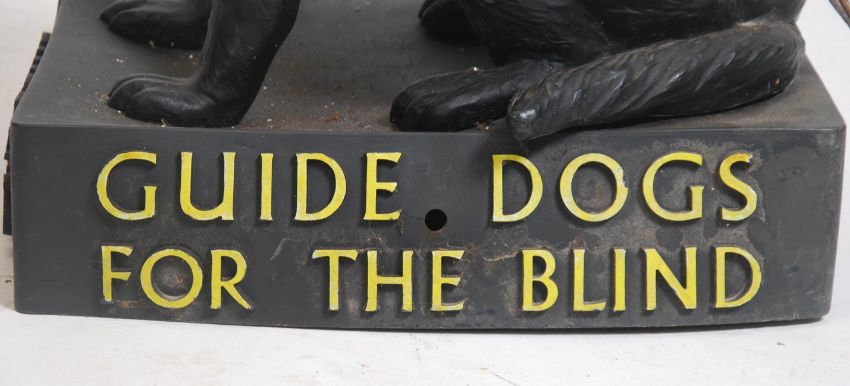 GUIDE DOGS
FOR THE BLIND